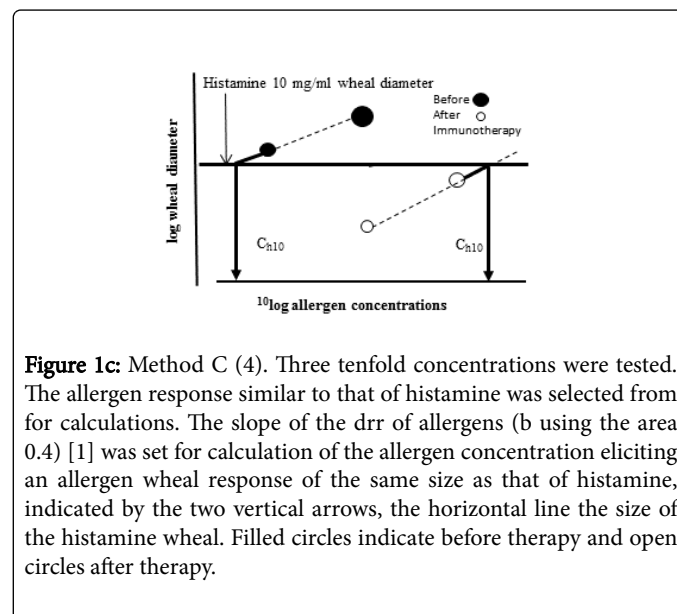 Histamine 10 mg/ml wheal diameter
Before
After
Immunotherapy
log wheal diameter
Ch10
Ch10
10log allergen concentrations
Figure 1c: Method C (4). Three tenfold concentrations were tested.
The allergen response similar to that of histamine was selected from
for calculations. The slope of the drr of allergens (b using the area
0.4) [1] was set for calculation of the allergen concentration eliciting
an allergen wheal response of the same size as that of histamine,
indicated by the two vertical arrows, the horizontal line the size of
the histamine wheal. Filled circles indicate before therapy and open
circles after therapy.